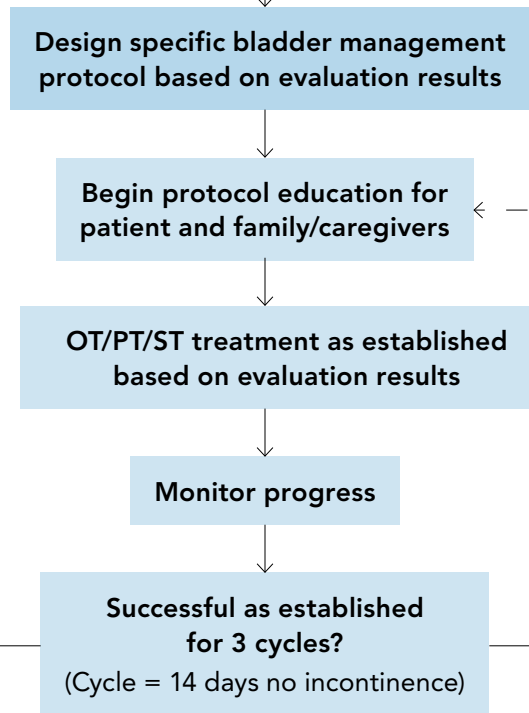 Design specific bladder management
protocol based on evaluation results
Begin protocol education for
patient and family/caregivers
OT/PT/ST treatment as established
based on evaluation results
Monitor progress
Successful as established
for 3 cycles?
(Cycle = 14 days no incontinence)